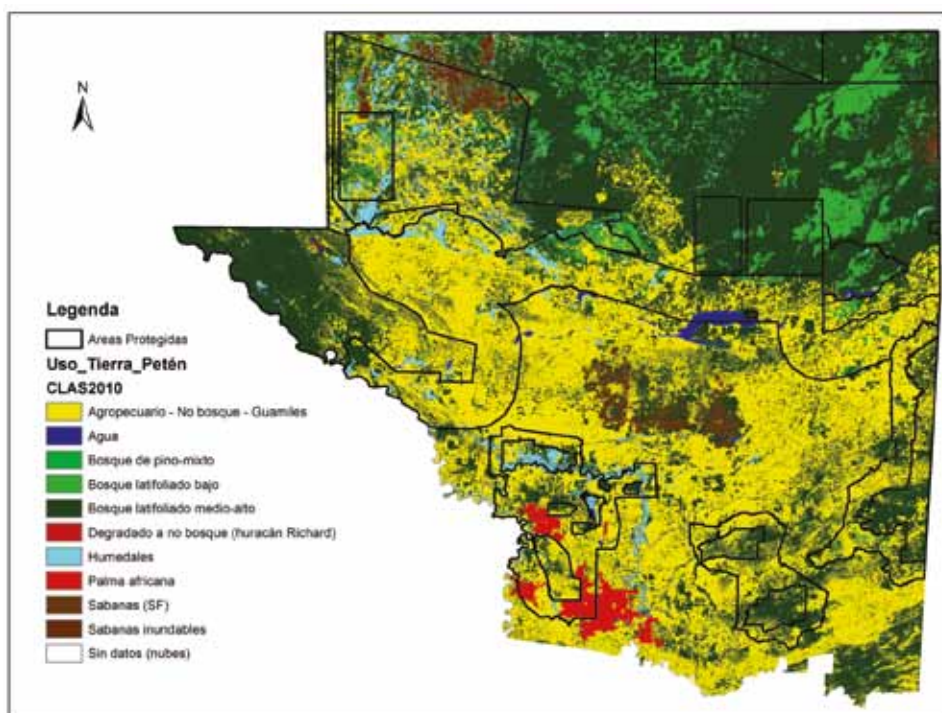 N
Legenda
Areas Protegidas
Uso_Tierra_Petén
CLAS2010
Agropecuario - No bosque - Guamiles
Agua
Bosque de pino-mixto
Bosque latifoliado bajo
Bosque latifoliado medio-alto
Degradado a no bosque (huracán Richard)
Humedales
Palma africana
Sabanas (SF)
Sabanas inundables
Sin datos (nubes)